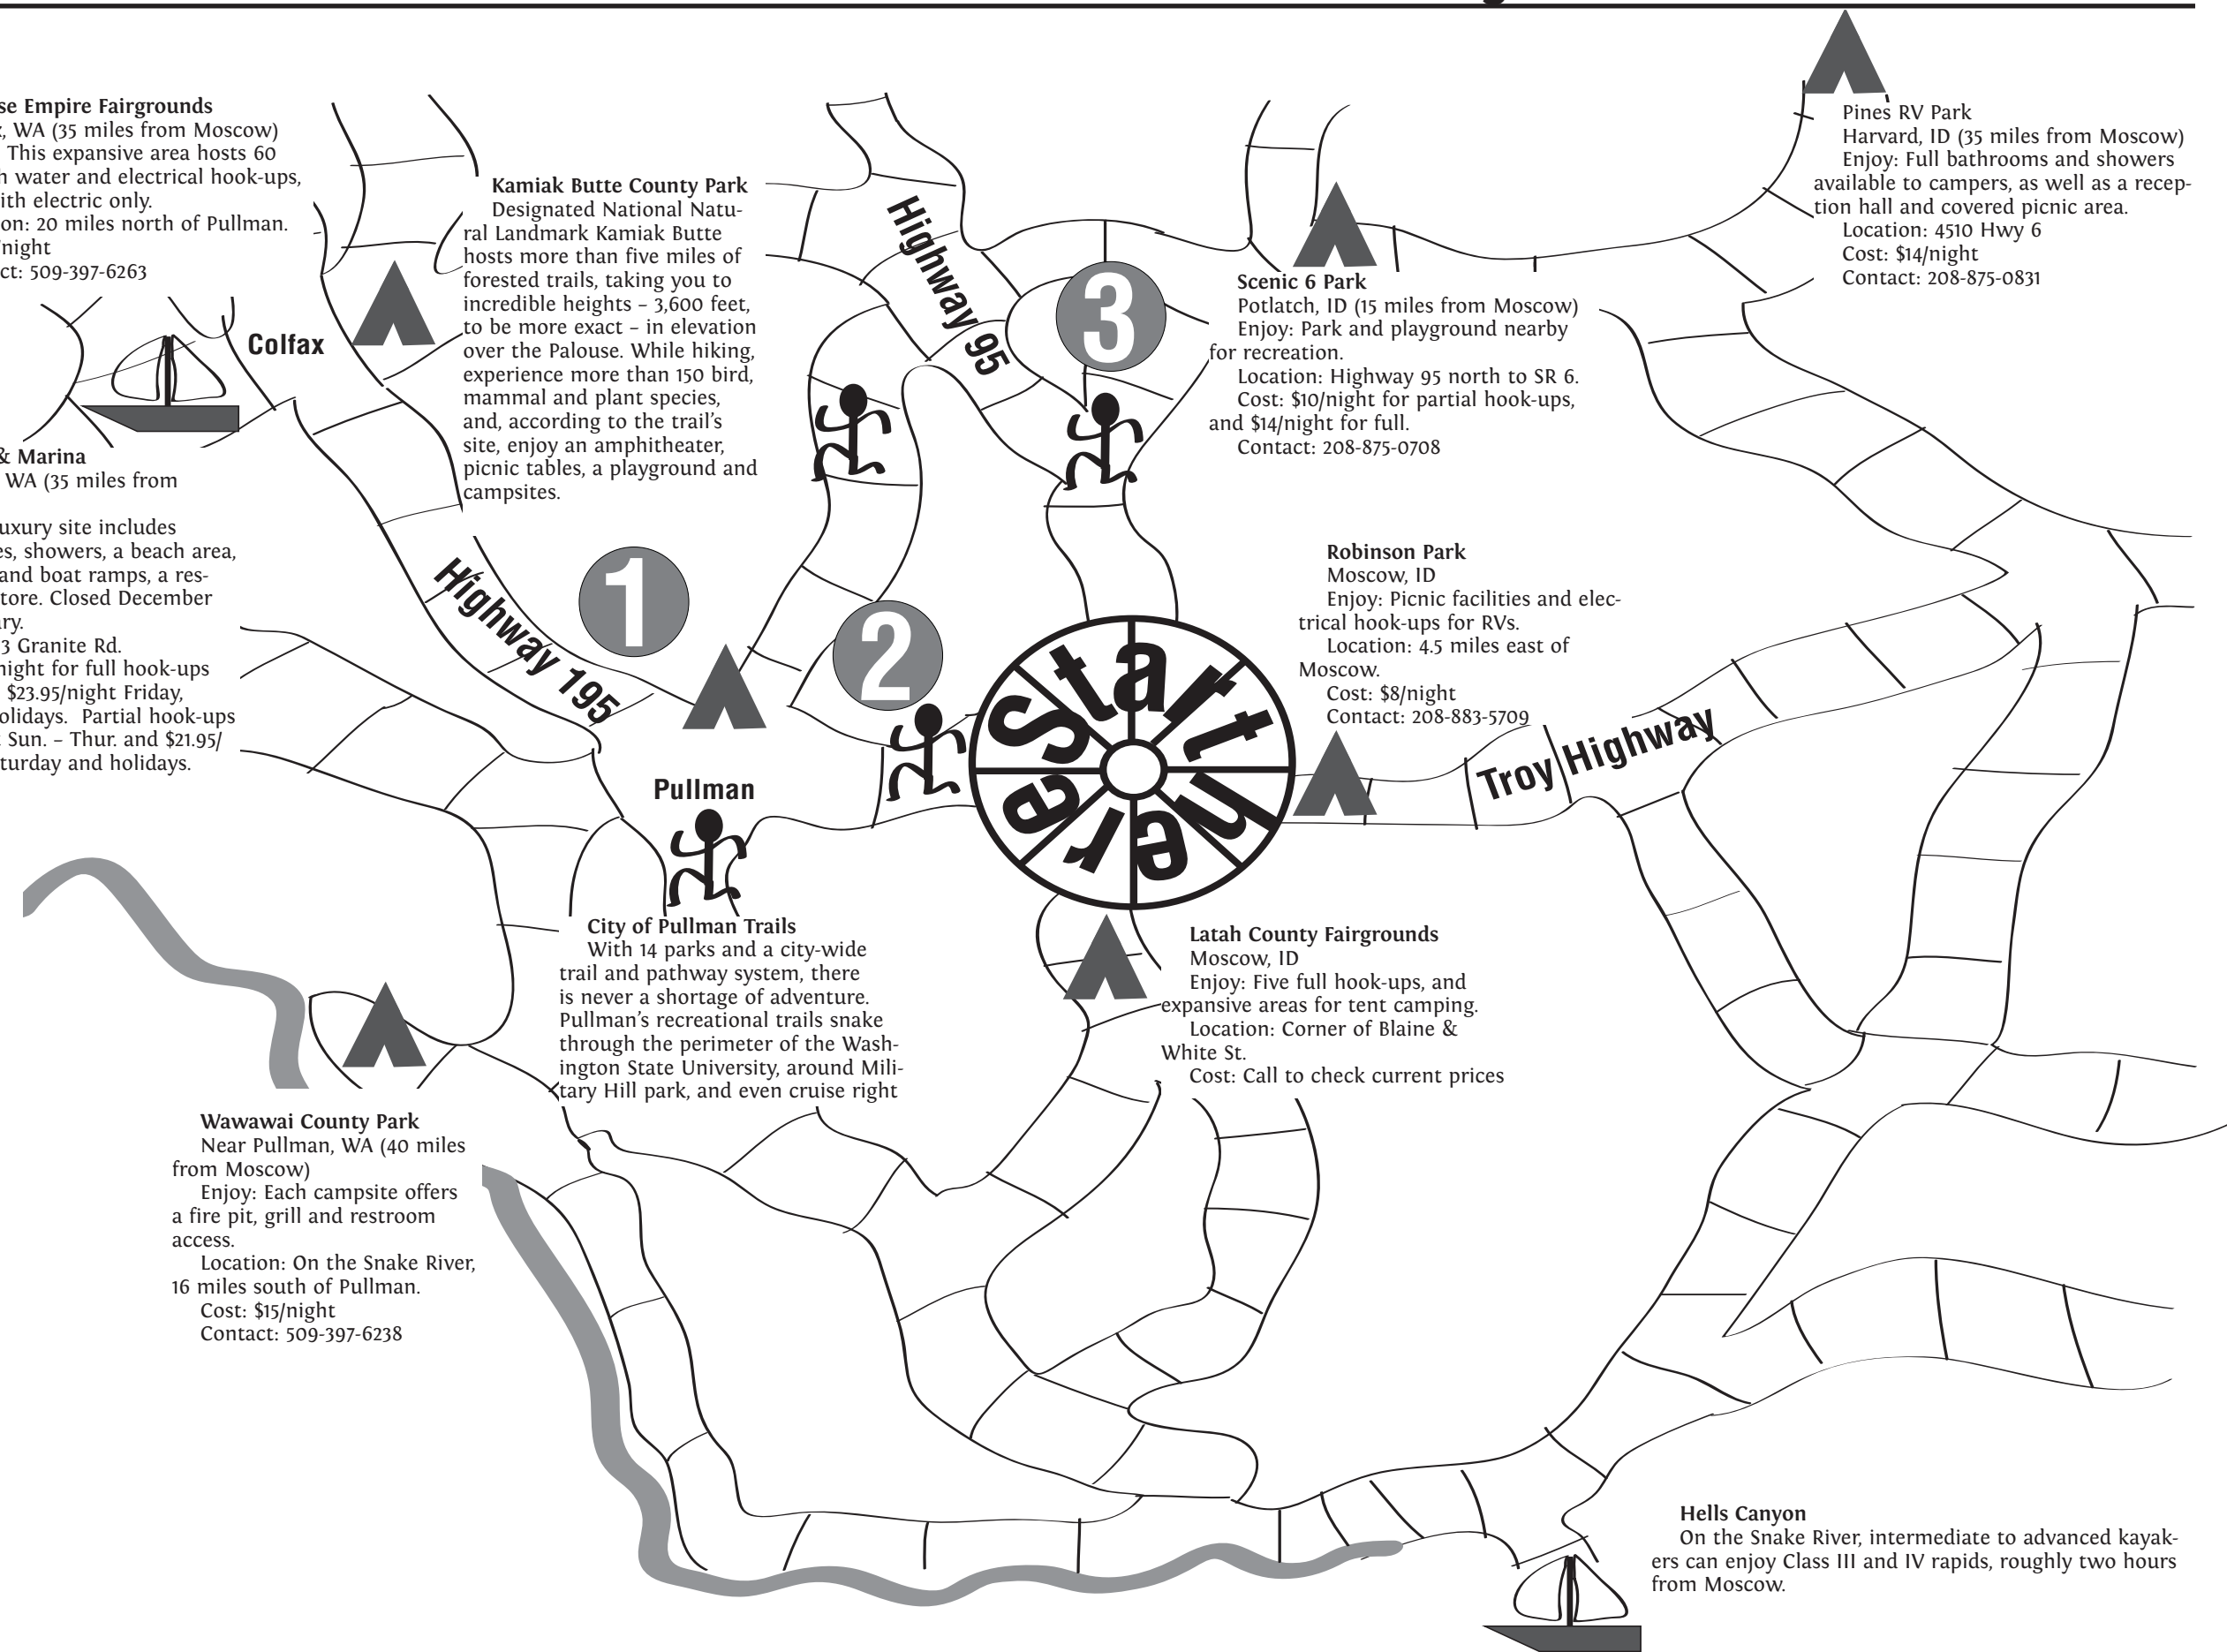 se Empire Fairgrounds
, WA (35 miles from Moscow)
This expansive area hosts 60
h water and electrical hook-ups,
ith electric only.
on: 20 miles north of Pullman.
/night
ct: 509-397-6263
Colfax
& Marina
WA (35 miles from
uxury site includes
es, showers, a beach area,
and boat ramps, a res-
tore. Closed December
ry.
3 Granite Rd.
night for full hook-ups
$23.95/night Friday,
olidays. Partial hook-ups
t Sun. – Thur. and $21.95/
turday and holidays.
Kamiak Butte County Park
Designated National Natu-
ral Landmark Kamiak Butte
hosts more than five miles of
forested trails, taking you to
incredible heights – 3,600 feet,
to be more exact – in elevation
over the Palouse. While hiking,
experience more than 150 bird,
mammal and plant species,
and, according to the trail's
site, enjoy an amphitheater,
picnic tables, a playground and
campsites.
Highway 95
3
Scenic 6 Park
Potlatch, ID (15 miles from Moscow)
Enjoy: Park and playground nearby
for recreation.
Location: Highway 95 north to SR 6.
Cost: $10/night for partial hook-ups,
and $14/night for full.
Contact: 208-875-0708
Pines RV Park
Harvard, ID (35 miles from Moscow)
Enjoy: Full bathrooms and showers
available to campers, as well as a recep-
tion hall and covered picnic area.
Location: 4510 Hwy 6
Cost: $14/night
Contact: 208-875-0831
Highway 195
1
2
Start here
Robinson Park
Moscow, ID
Enjoy: Picnic facilities and elec-
trical hook-ups for RVs.
Location: 4.5 miles east of
Moscow.
Cost: $8/night
Contact: 208-883-5709
Troy Highway
Pullman
City of Pullman Trails
With 14 parks and a city-wide
trail and pathway system, there
is never a shortage of adventure.
Pullman's recreational trails snake
through the perimeter of the Wash-
ington State University, around Mili-
tary Hill park, and even cruise right
Latah County Fairgrounds
Moscow, ID
Enjoy: Five full hook-ups, and
expansive areas for tent camping.
Location: Corner of Blaine &
White St.
Cost: Call to check current prices
Wawawai County Park
Near Pullman, WA (40 miles
from Moscow)
Enjoy: Each campsite offers
a fire pit, grill and restroom
access.
Location: On the Snake River,
16 miles south of Pullman.
Cost: $15/night
Contact: 509-397-6238
Hells Canyon
On the Snake River, intermediate to advanced kayak-
ers can enjoy Class III and IV rapids, roughly two hours
from Moscow.